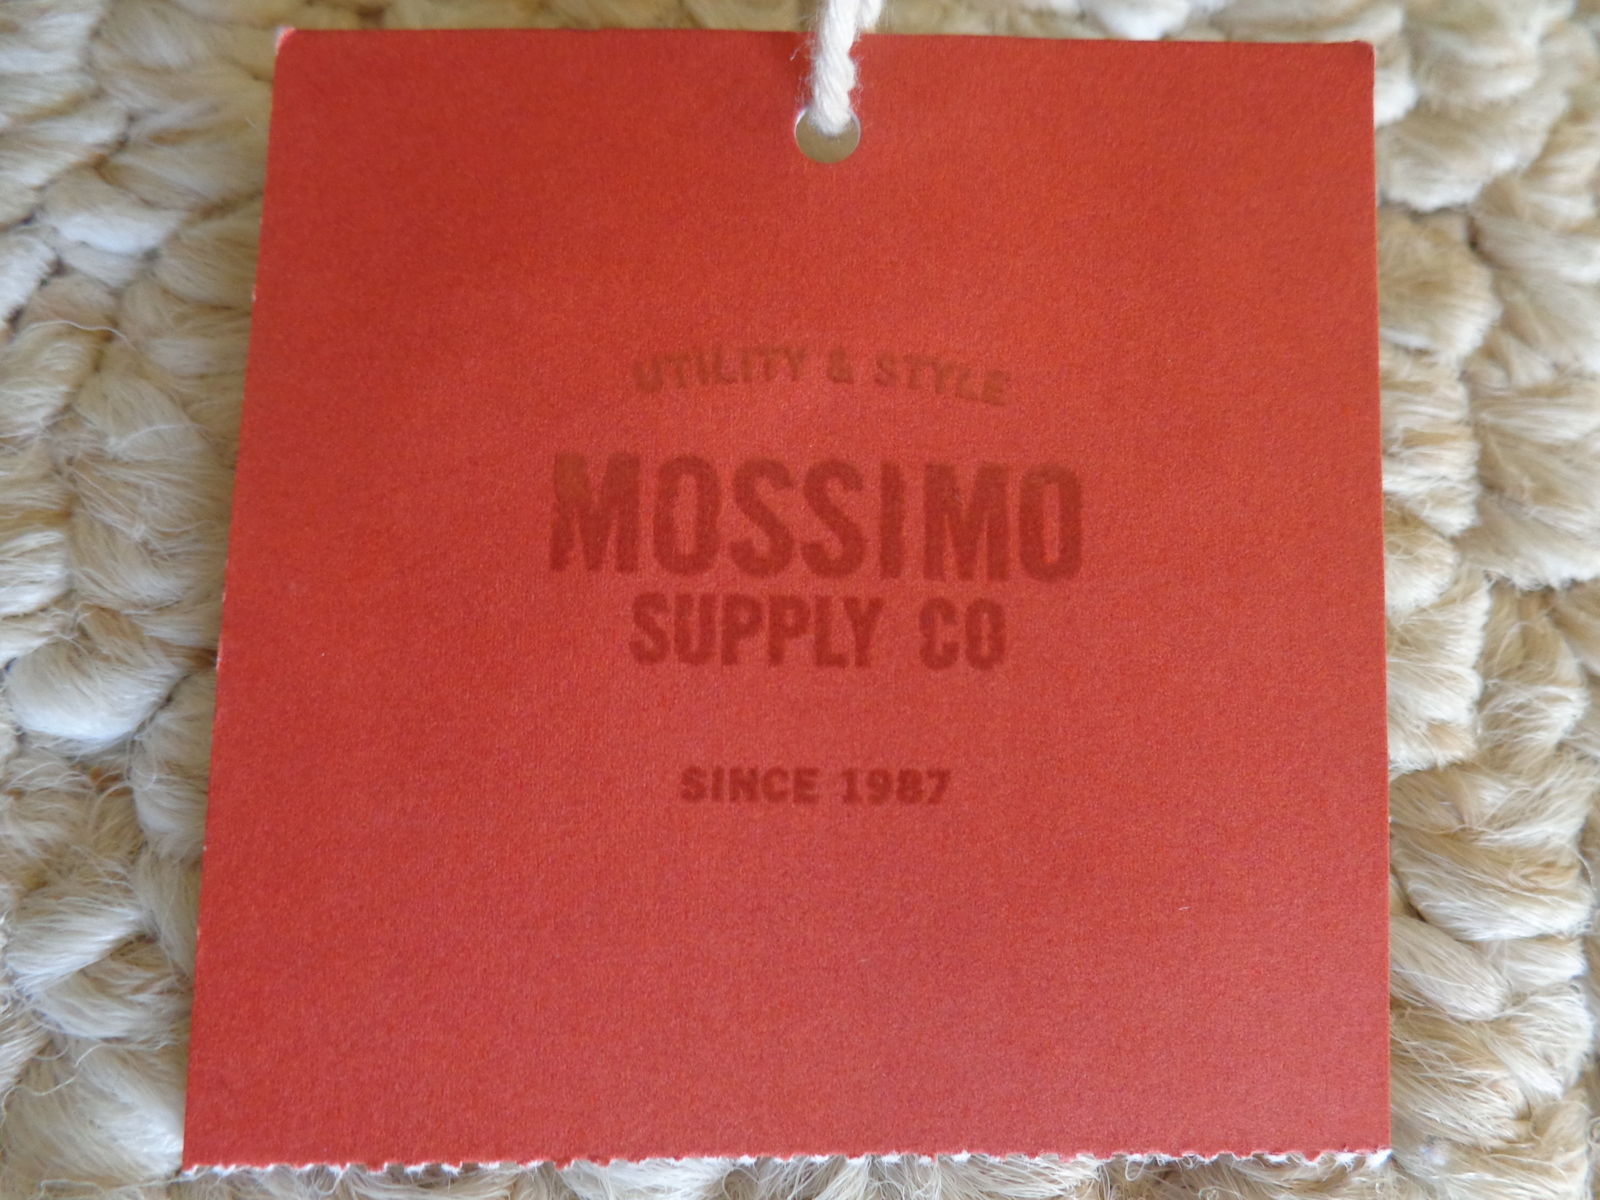 UTILITY & STYLE
MOSSIMO
SUPPLY CO
SINCE 1987